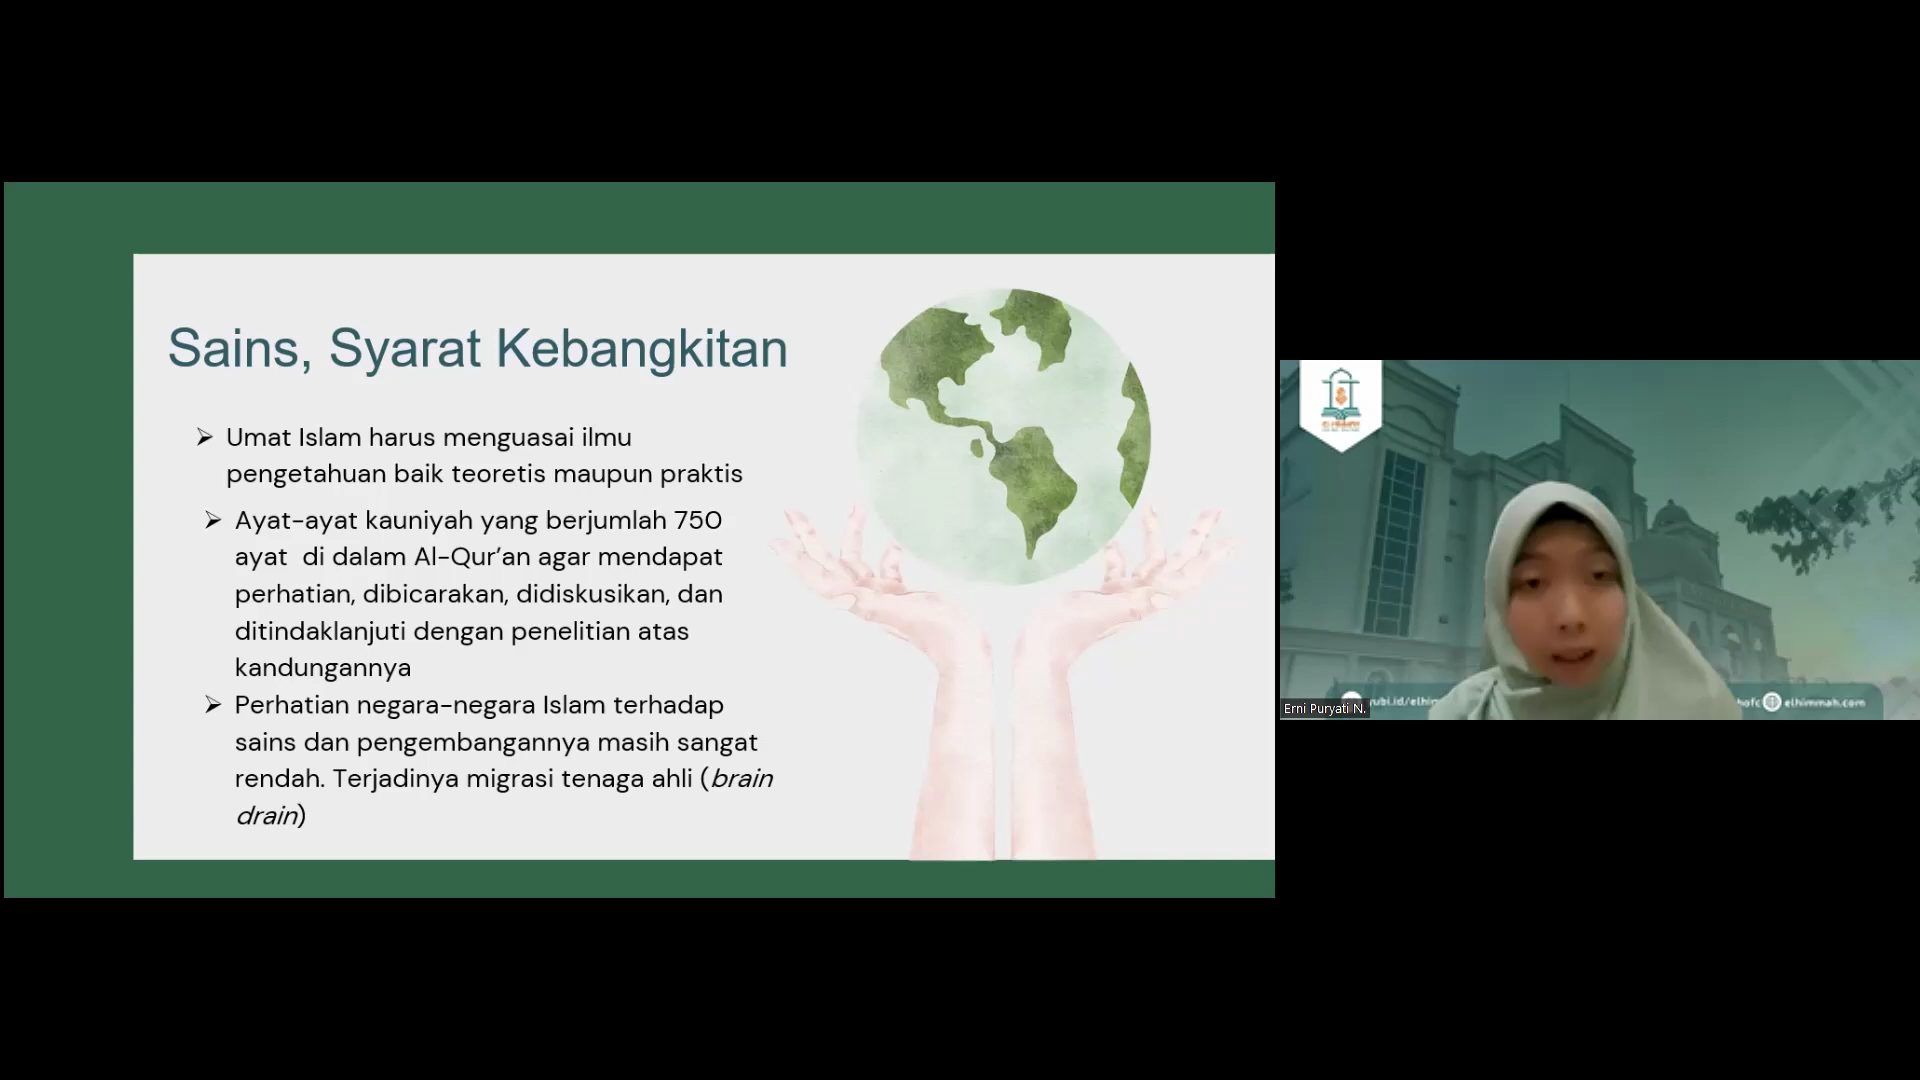 Sains, Syarat Kebangkitan
➢ Umat Islam harus menguasai ilmu
pengetahuan baik teoretis maupun praktis
➢ Ayat-ayat kauniyah yang berjumlah 750
ayat di dalam Al-Qur’an agar mendapat
perhatian, dibicarakan, didiskusikan, dan
ditindaklanjuti dengan penelitian atas
kandungannya
➢ Perhatian negara-negara Islam terhadap
sains dan pengembangannya masih sangat
rendah. Terjadinya migrasi tenaga ahli (brain
drain)
elhimmah.com
Erni Puryati N.